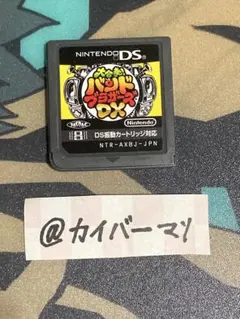 NINTENDO DS
大合奏!
バンド
ブラザーズ
DX
Nintendo
DS振動カートリッジ対応
NTR-AXBJ-JPN
@カイバーマン